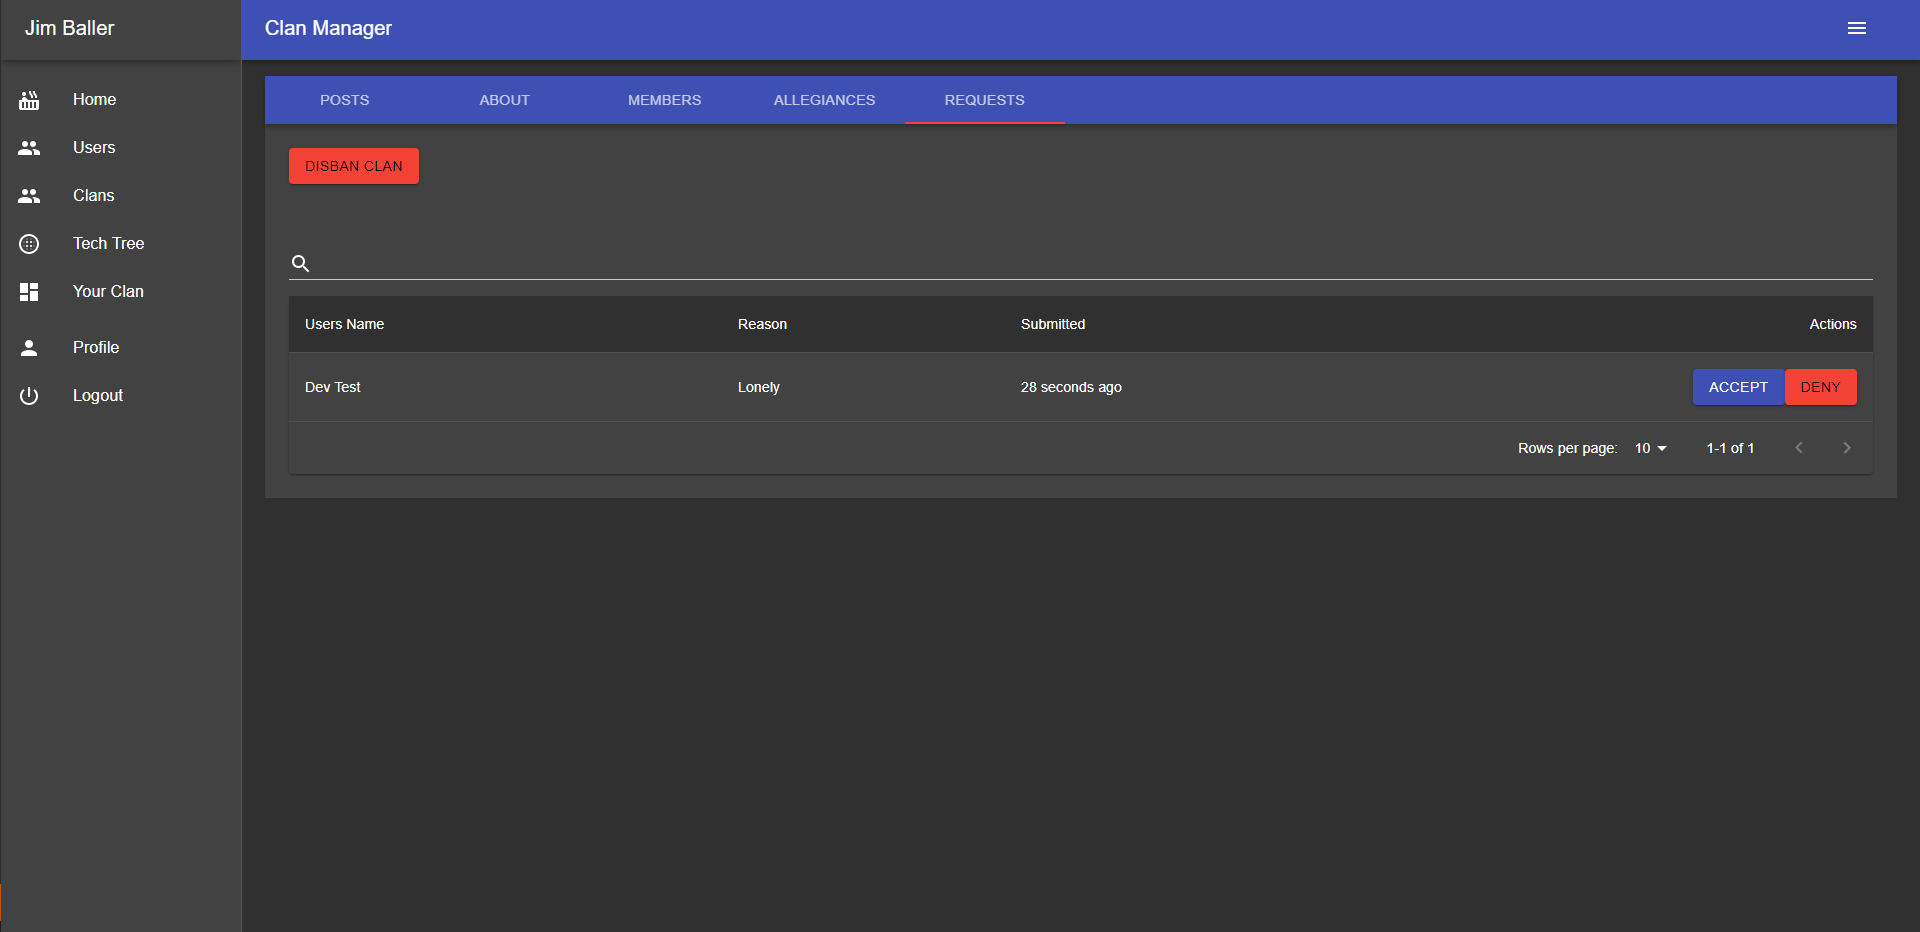 Jim Baller
Clan Manager
Home
Users
Clans
Tech Tree
Your Clan
Profile
Logout
POSTS ABOUT MEMBERS ALLEGIANCES REQUESTS
DISBAN CLAN
Users Name Reason Submitted Actions
Dev Test Lonely 28 seconds ago ACCEPT DENY
Rows per page: 10 1-1 of 1